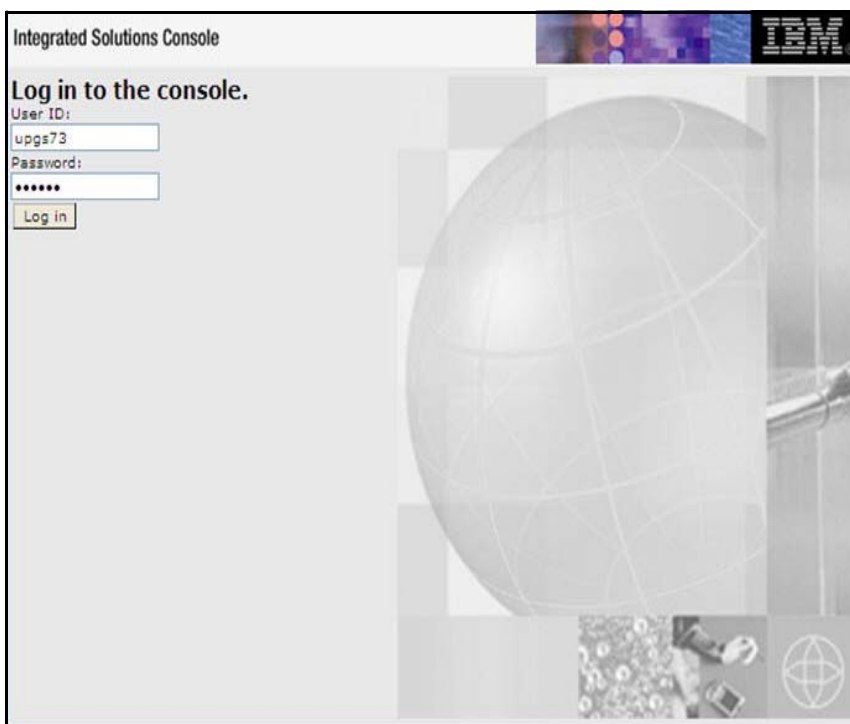 Integrated Solutions Console
IBM®
Log in to the console.
User ID:
upgs73
Password:
••••••
Log in